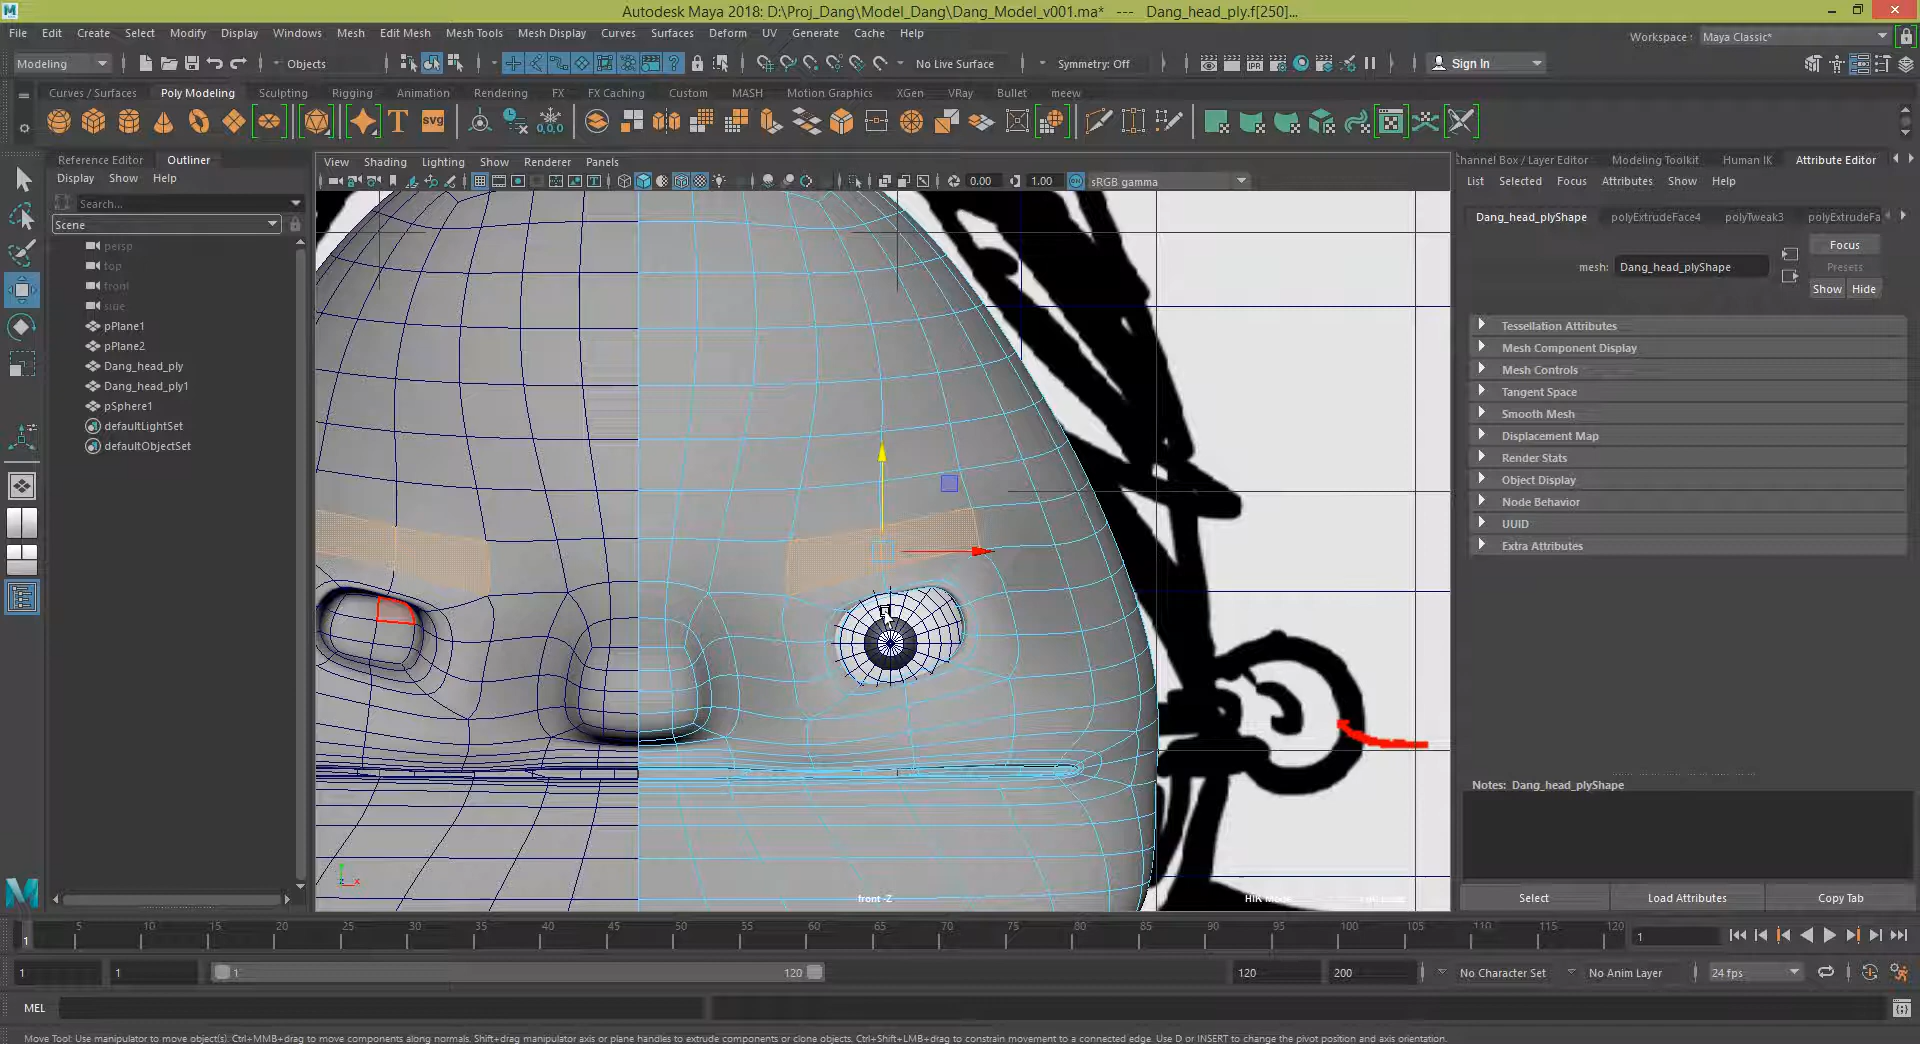 Autodesk Maya 2018: D:\Proj_Dang\Model_Dang\Dang_Model_v001.ma* --- Dang_head_ply.f[250]...
File Edit Create Select Modify Display Windows Mesh Edit Mesh Mesh Tools Mesh Display Curves Surfaces Deform UV Generate Cache Help
Workspace : Maya Classic*
Modeling Objects No Live Surface Symmetry: Off Sign In
Curves / Surfaces Poly Modeling Sculpting Rigging Animation Rendering FX FX Caching Custom MASH Motion Graphics XGen VRay Bullet meew
T svg 0,0,0
Reference Editor Outliner
Display Show Help
Search...
Scene
persp
top
front
side
pPlane1
pPlane2
Dang_head_ply
Dang_head_ply1
pSphere1
defaultLightSet
defaultObjectSet
View Shading Lighting Show Renderer Panels
0.00 1.00 sRGB gamma
front -Z
hannel Box / Layer Editor Modeling Toolkit Human IK Attribute Editor
List Selected Focus Attributes Show Help
Dang_head_plyShape polyExtrudeFace4 polyTweak3 polyExtrudeFa
Focus
mesh: Dang_head_plyShape Presets
Show Hide
Tessellation Attributes
Mesh Component Display
Mesh Controls
Tangent Space
Smooth Mesh
Displacement Map
Render Stats
Object Display
Node Behavior
UUID
Extra Attributes
Notes: Dang_head_plyShape
Select Load Attributes Copy Tab
1 5 10 15 20 25 30 35 40 45 50 55 60 65 70 75 80 85 90 95 100 105 110 115 120 1
1 1 1 120 120 200 No Character Set No Anim Layer 24 fps
MEL
Move Tool: Use manipulator to move object(s). Ctrl+MMB+drag to move components along normals. Shift+drag manipulator axis or plane handles to extrude components or clone objects. Ctrl+Shift+LMB+drag to constrain movement to a connected edge. Use D or INSERT to change the pivot position and axis orientation.